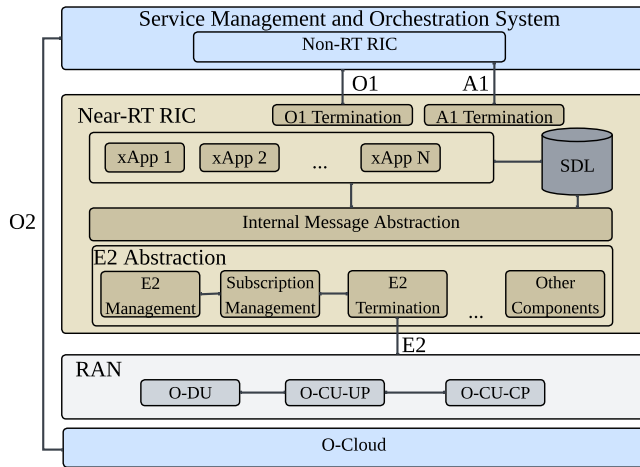 Service Management and Orchestration System
Non-RT RIC
O1
A1
Near-RT RIC
O1 Termination
A1 Termination
xApp 1
xApp 2
...
xApp N
SDL
O2
Internal Message Abstraction
E2 Abstraction
E2
Management
Subscription
Management
E2
Termination
...
Other
Components
E2
RAN
O-DU
O-CU-UP
O-CU-CP
O-Cloud